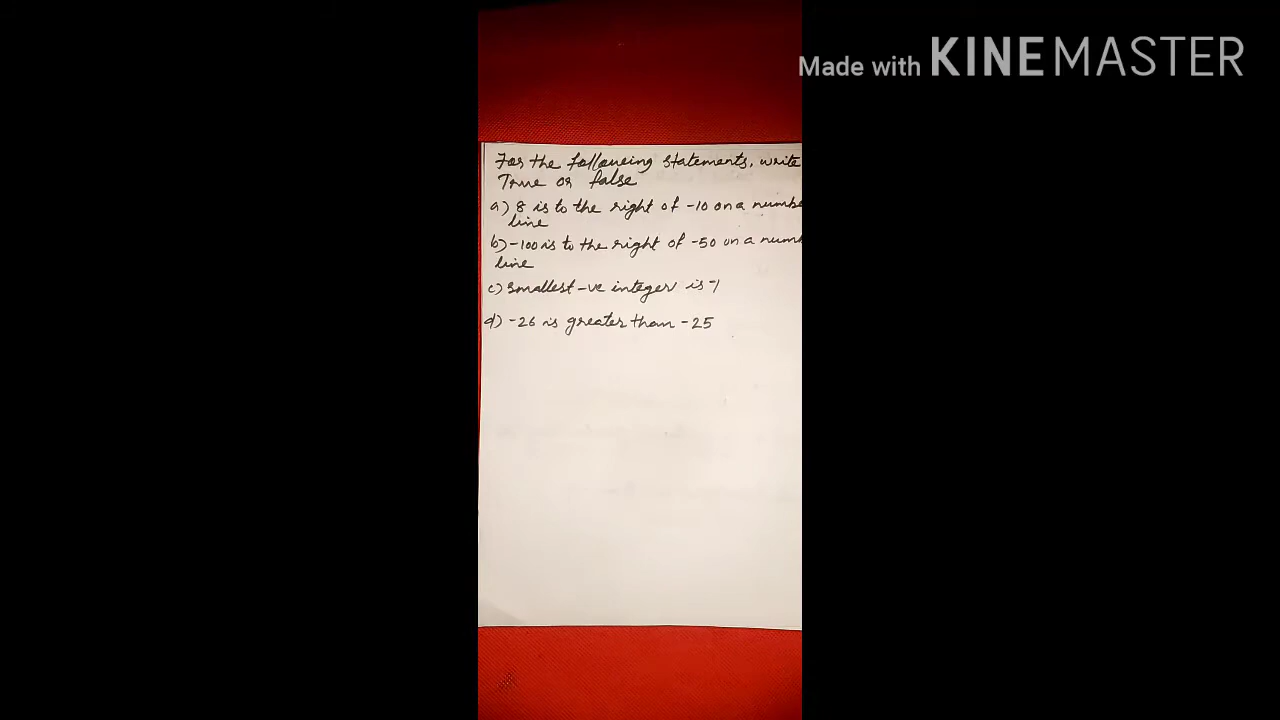 Made with KINEMASTER
For the following statements, write
True or false
a) 8 is to the right of -10 on a numbe
line
b) -100 is to the right of -50 on a numb
line
c) Smallest -ve integer is -1
d) -26 is greater than -25